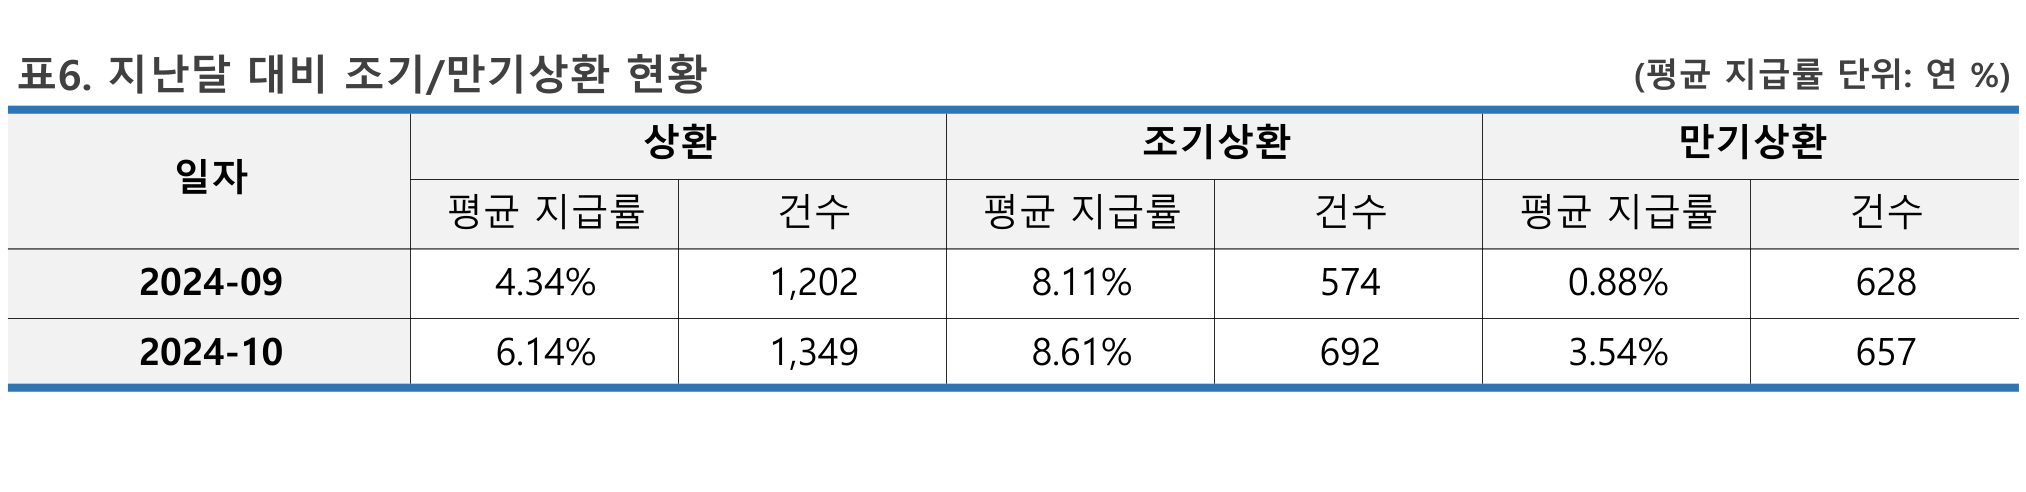 표6. 지난달 대비 조기/만기상환 현황 (평균 지급률 단위: 연 %)
일자 상환 조기상환 만기상환
평균 지급률 건수 평균 지급률 건수 평균 지급률 건수
2024-09 4.34% 1,202 8.11% 574 0.88% 628
2024-10 6.14% 1,349 8.61% 692 3.54% 657